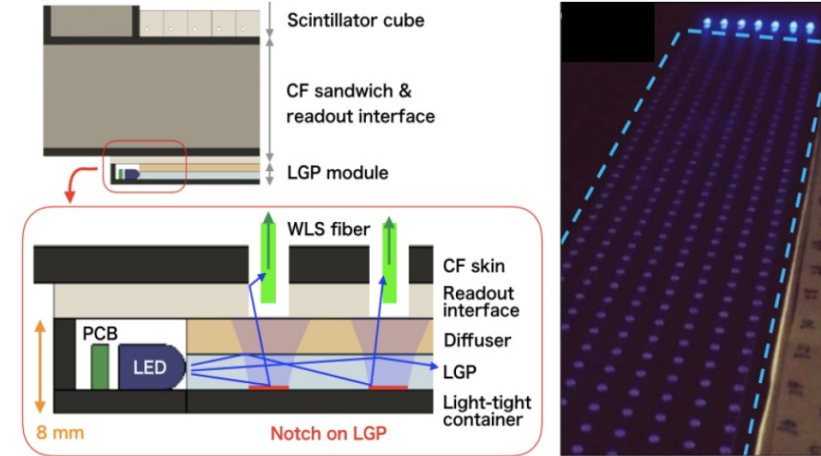 Scintillator cube
CF sandwich &
readout interface
LGP module
WLS fiber
CF skin
Readout
interface
PCB
Diffuser
LED
LGP
Light-tight
container
8 mm
Notch on LGP